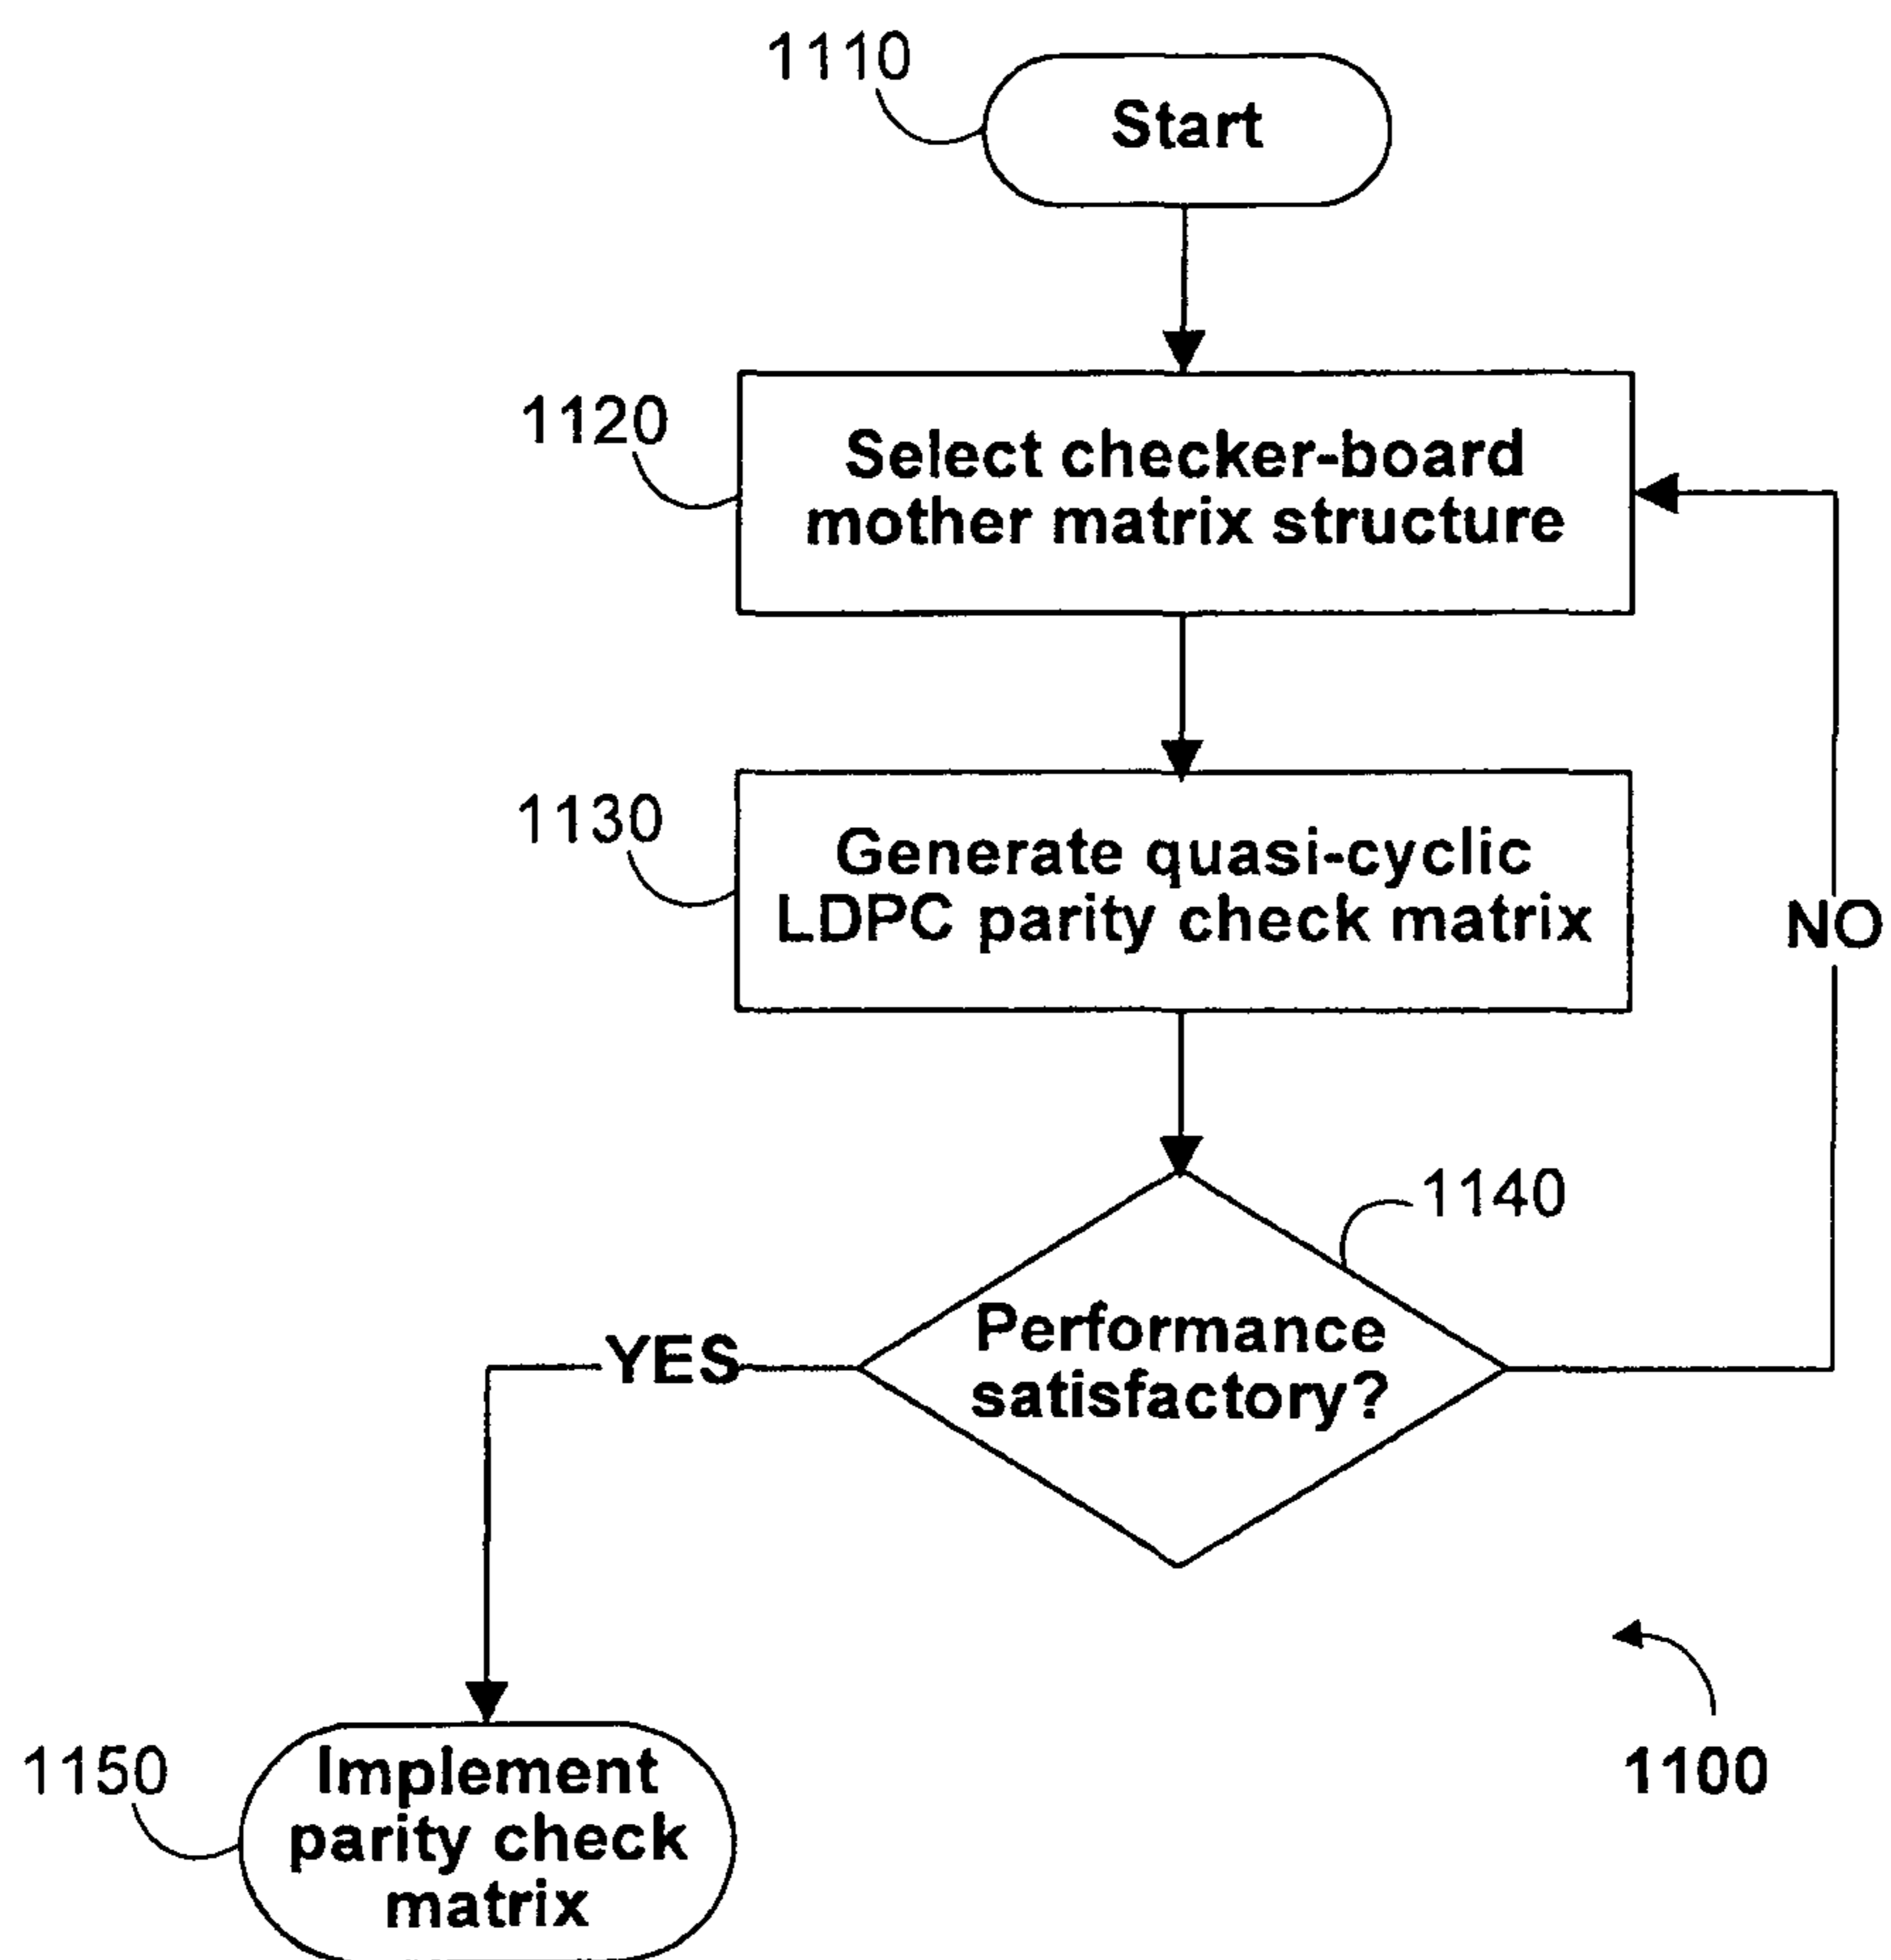 1110
Start
1120
Select checker-board
mother matrix structure
1130
Generate quasi-cyclic
LDPC parity check matrix
NO
1140
Performance
satisfactory?
YES
1150
Implement
parity check
matrix
1100